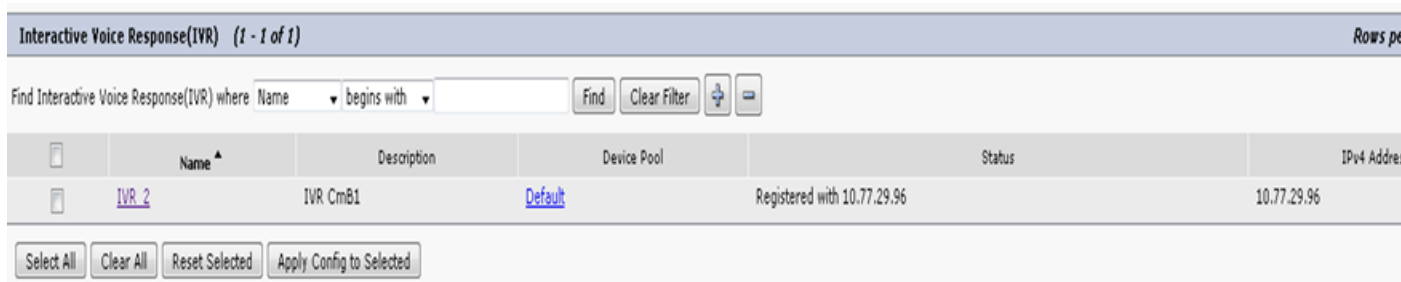 Interactive Voice Response(IVR) (1 - 1 of 1) Rows pe
Find Interactive Voice Response(IVR) where Name begins with Find Clear Filter
Name Description Device Pool Status IPv4 Addres
IVR_2 IVR CmB1 Default Registered with 10.77.29.96 10.77.29.96
Select All Clear All Reset Selected Apply Config to Selected